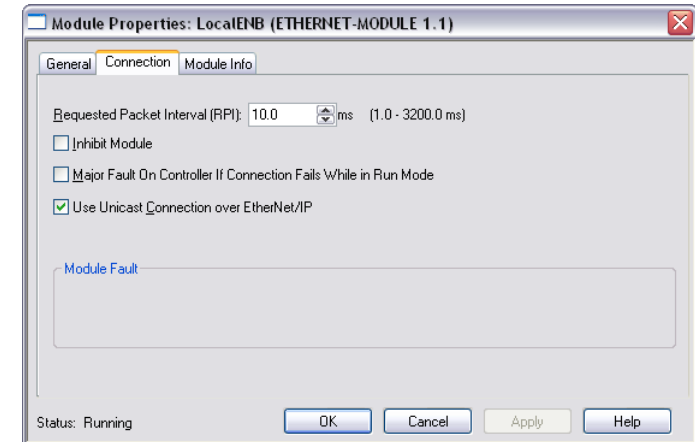 Module Properties: LocalENB (ETHERNET-MODULE 1.1)
General Connection Module Info
Requested Packet Interval (RPI): 10.0 ms (1.0 - 3200.0 ms)
Inhibit Module
Major Fault On Controller If Connection Fails While in Run Mode
Use Unicast Connection over EtherNet/IP
Module Fault
Status: Running OK Cancel Apply Help